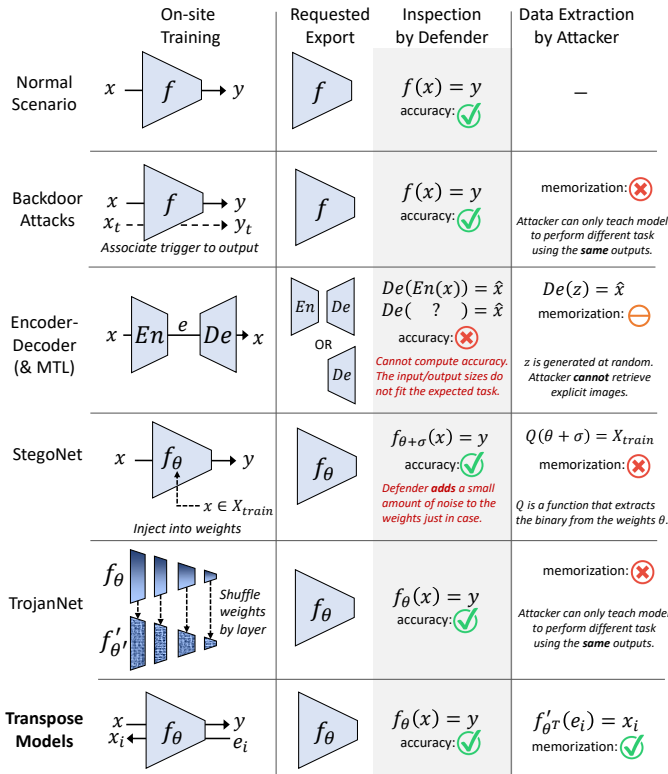 On-site Training
Requested Export
Inspection by Defender
Data Extraction by Attacker
Normal Scenario
x f y
f
f(x) = y
accuracy:
–
Backdoor Attacks
x f y
x_t y_t
Associate trigger to output
f
f(x) = y
accuracy:
memorization:
Attacker can only teach model
to perform different task
using the same outputs.
Encoder-
Decoder
(& MTL)
x En e De x
En De
OR
De
De(En(x)) = x̂
De( ? ) = x̂
accuracy:
Cannot compute accuracy.
The input/output sizes do
not fit the expected task.
De(z) = x̂
memorization:
z is generated at random.
Attacker cannot retrieve
explicit images.
StegoNet
x f_θ y
x ∈ X_train
Inject into weights
f_θ
f_{θ+σ}(x) = y
accuracy:
Defender adds a small
amount of noise to the
weights just in case.
Q(θ + σ) = X_train
memorization:
Q is a function that extracts
the binary from the weights θ.
TrojanNet
f_θ
f'_{θ'}
Shuffle
weights
by layer
f_θ
f_θ(x) = y
accuracy:
memorization:
Attacker can only teach model
to perform different task
using the same outputs.
Transpose
Models
x f_θ y
x_i e_i
f_θ
f_θ(x) = y
accuracy:
f'_{θ^T}(e_i) = x_i
memorization: